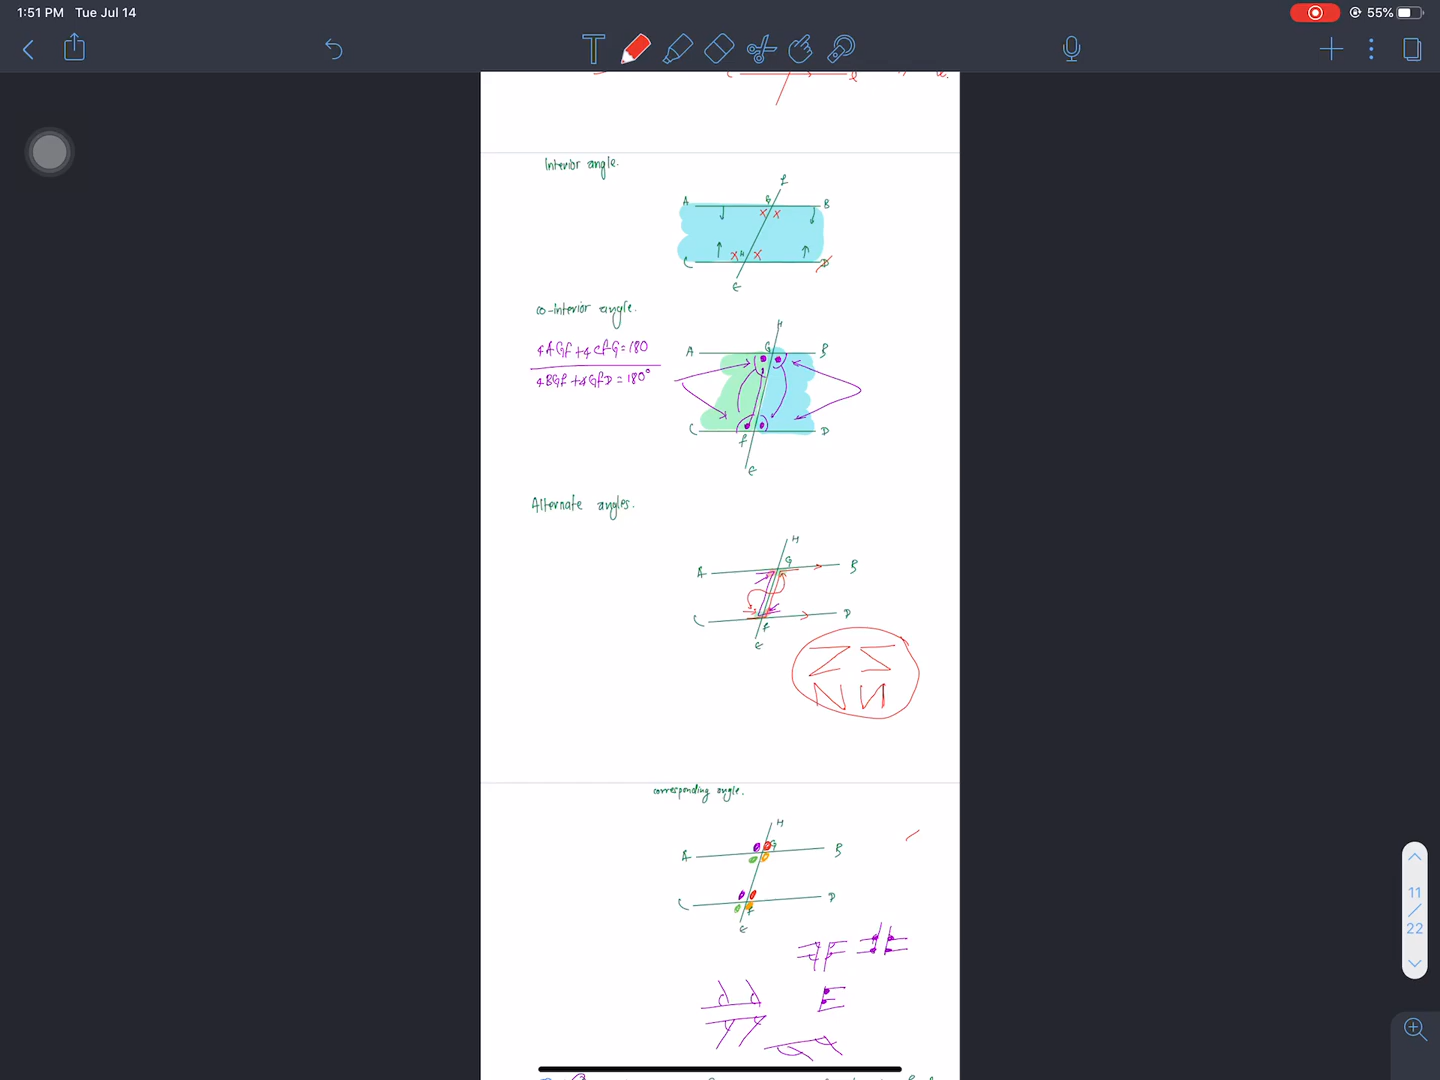 1:51 PM Tue Jul 14
55%
Interior angle.
A G B
C H D
E
co-interior angle.
∠AGf + ∠CfG = 180
∠BGf + ∠GfD = 180°
H
A G B
C f D
E
Alternate angles.
H
A G B
C F D
E
Z Σ
N И
corresponding angle.
H
A G B
C F D
E
F
E
11
/
22